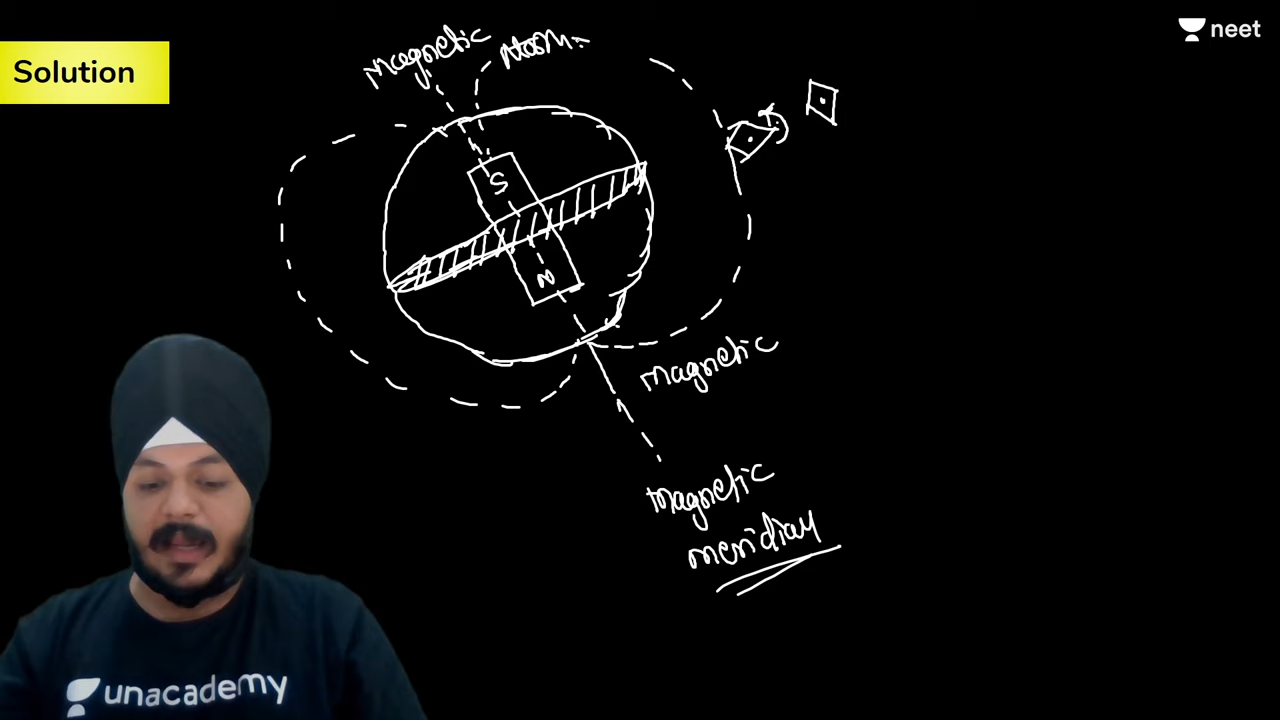 neet
Solution
magnetic
S
N
magnetic
magnetic
meridian
unacademy